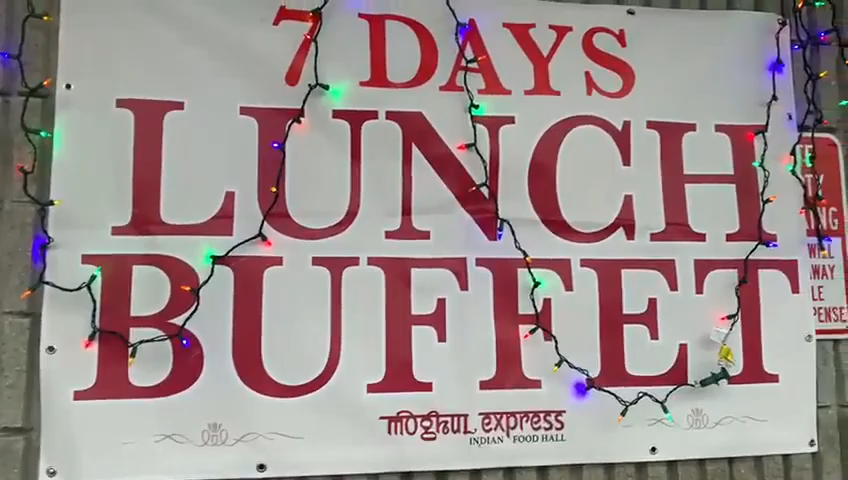 7 DAYS
LUNCH
BUFFET
moghul express
INDIAN FOOD HALL